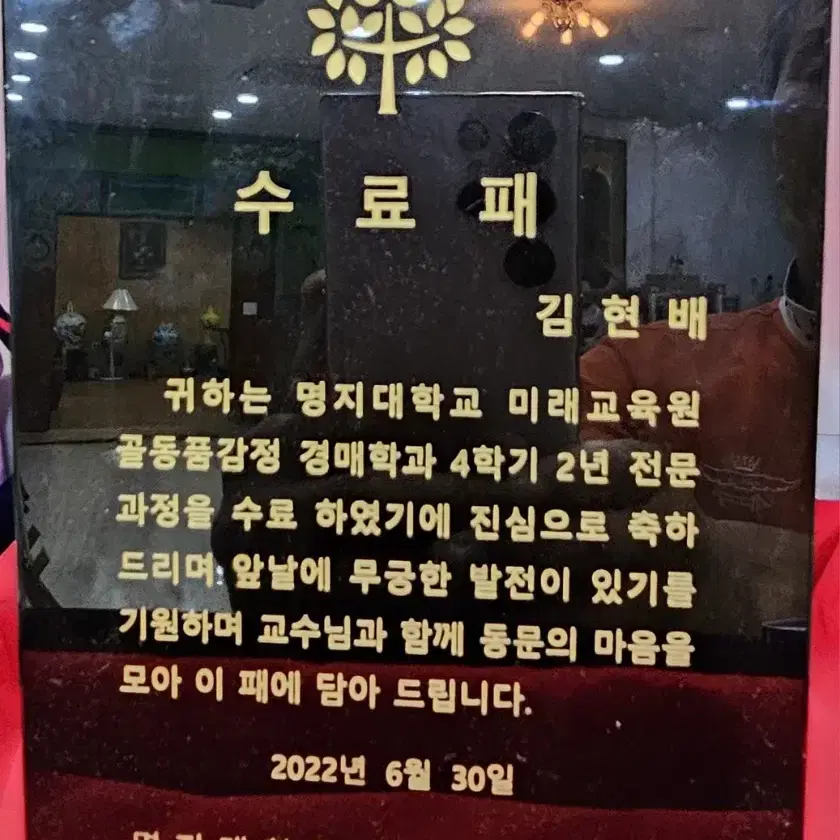 수료패
김현배
귀하는 명지대학교 미래교육원
골동품감정 경매학과 4학기 2년 전문
과정을 수료 하였기에 진심으로 축하
드리며 앞날에 무궁한 발전이 있기를
기원하며 교수님과 함께 동문의 마음을
모아 이 패에 담아 드립니다.
2022년 6월 30일